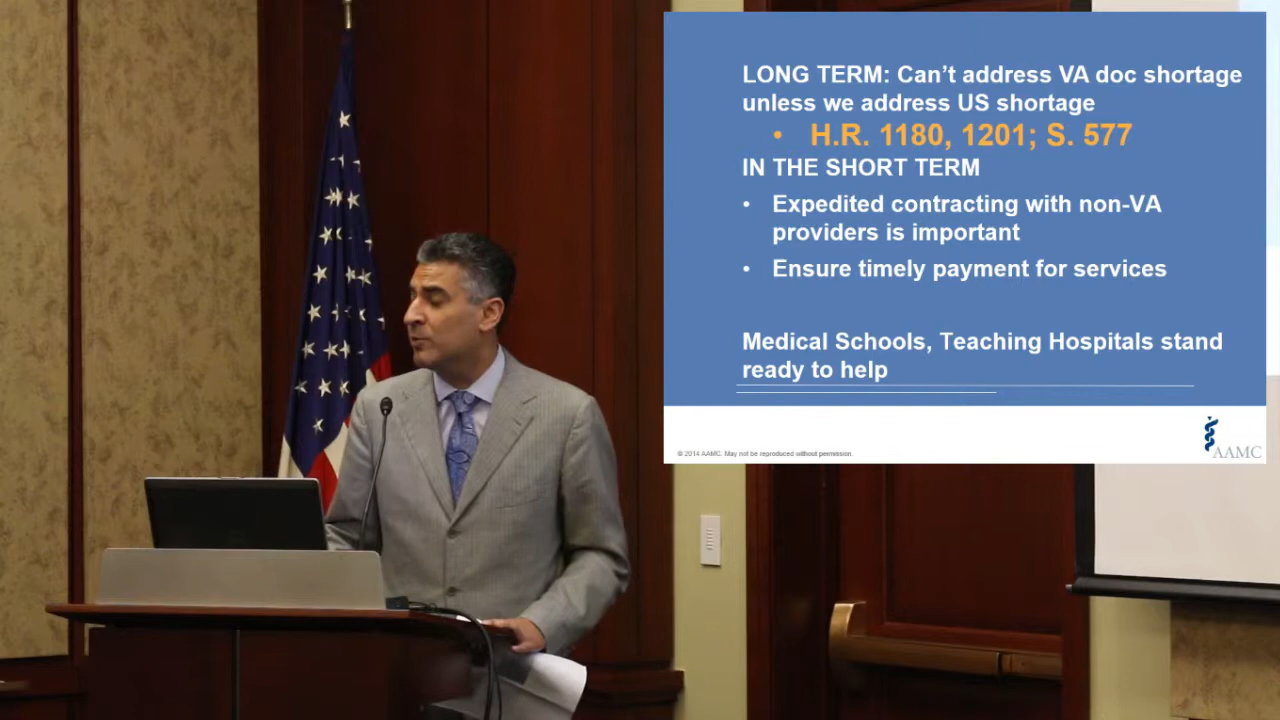 LONG TERM: Can't address VA doc shortage
unless we address US shortage
• H.R. 1180, 1201; S. 577
IN THE SHORT TERM
• Expedited contracting with non-VA
providers is important
• Ensure timely payment for services
Medical Schools, Teaching Hospitals stand
ready to help
© 2014 AAMC. May not be reproduced without permission.
AAMC